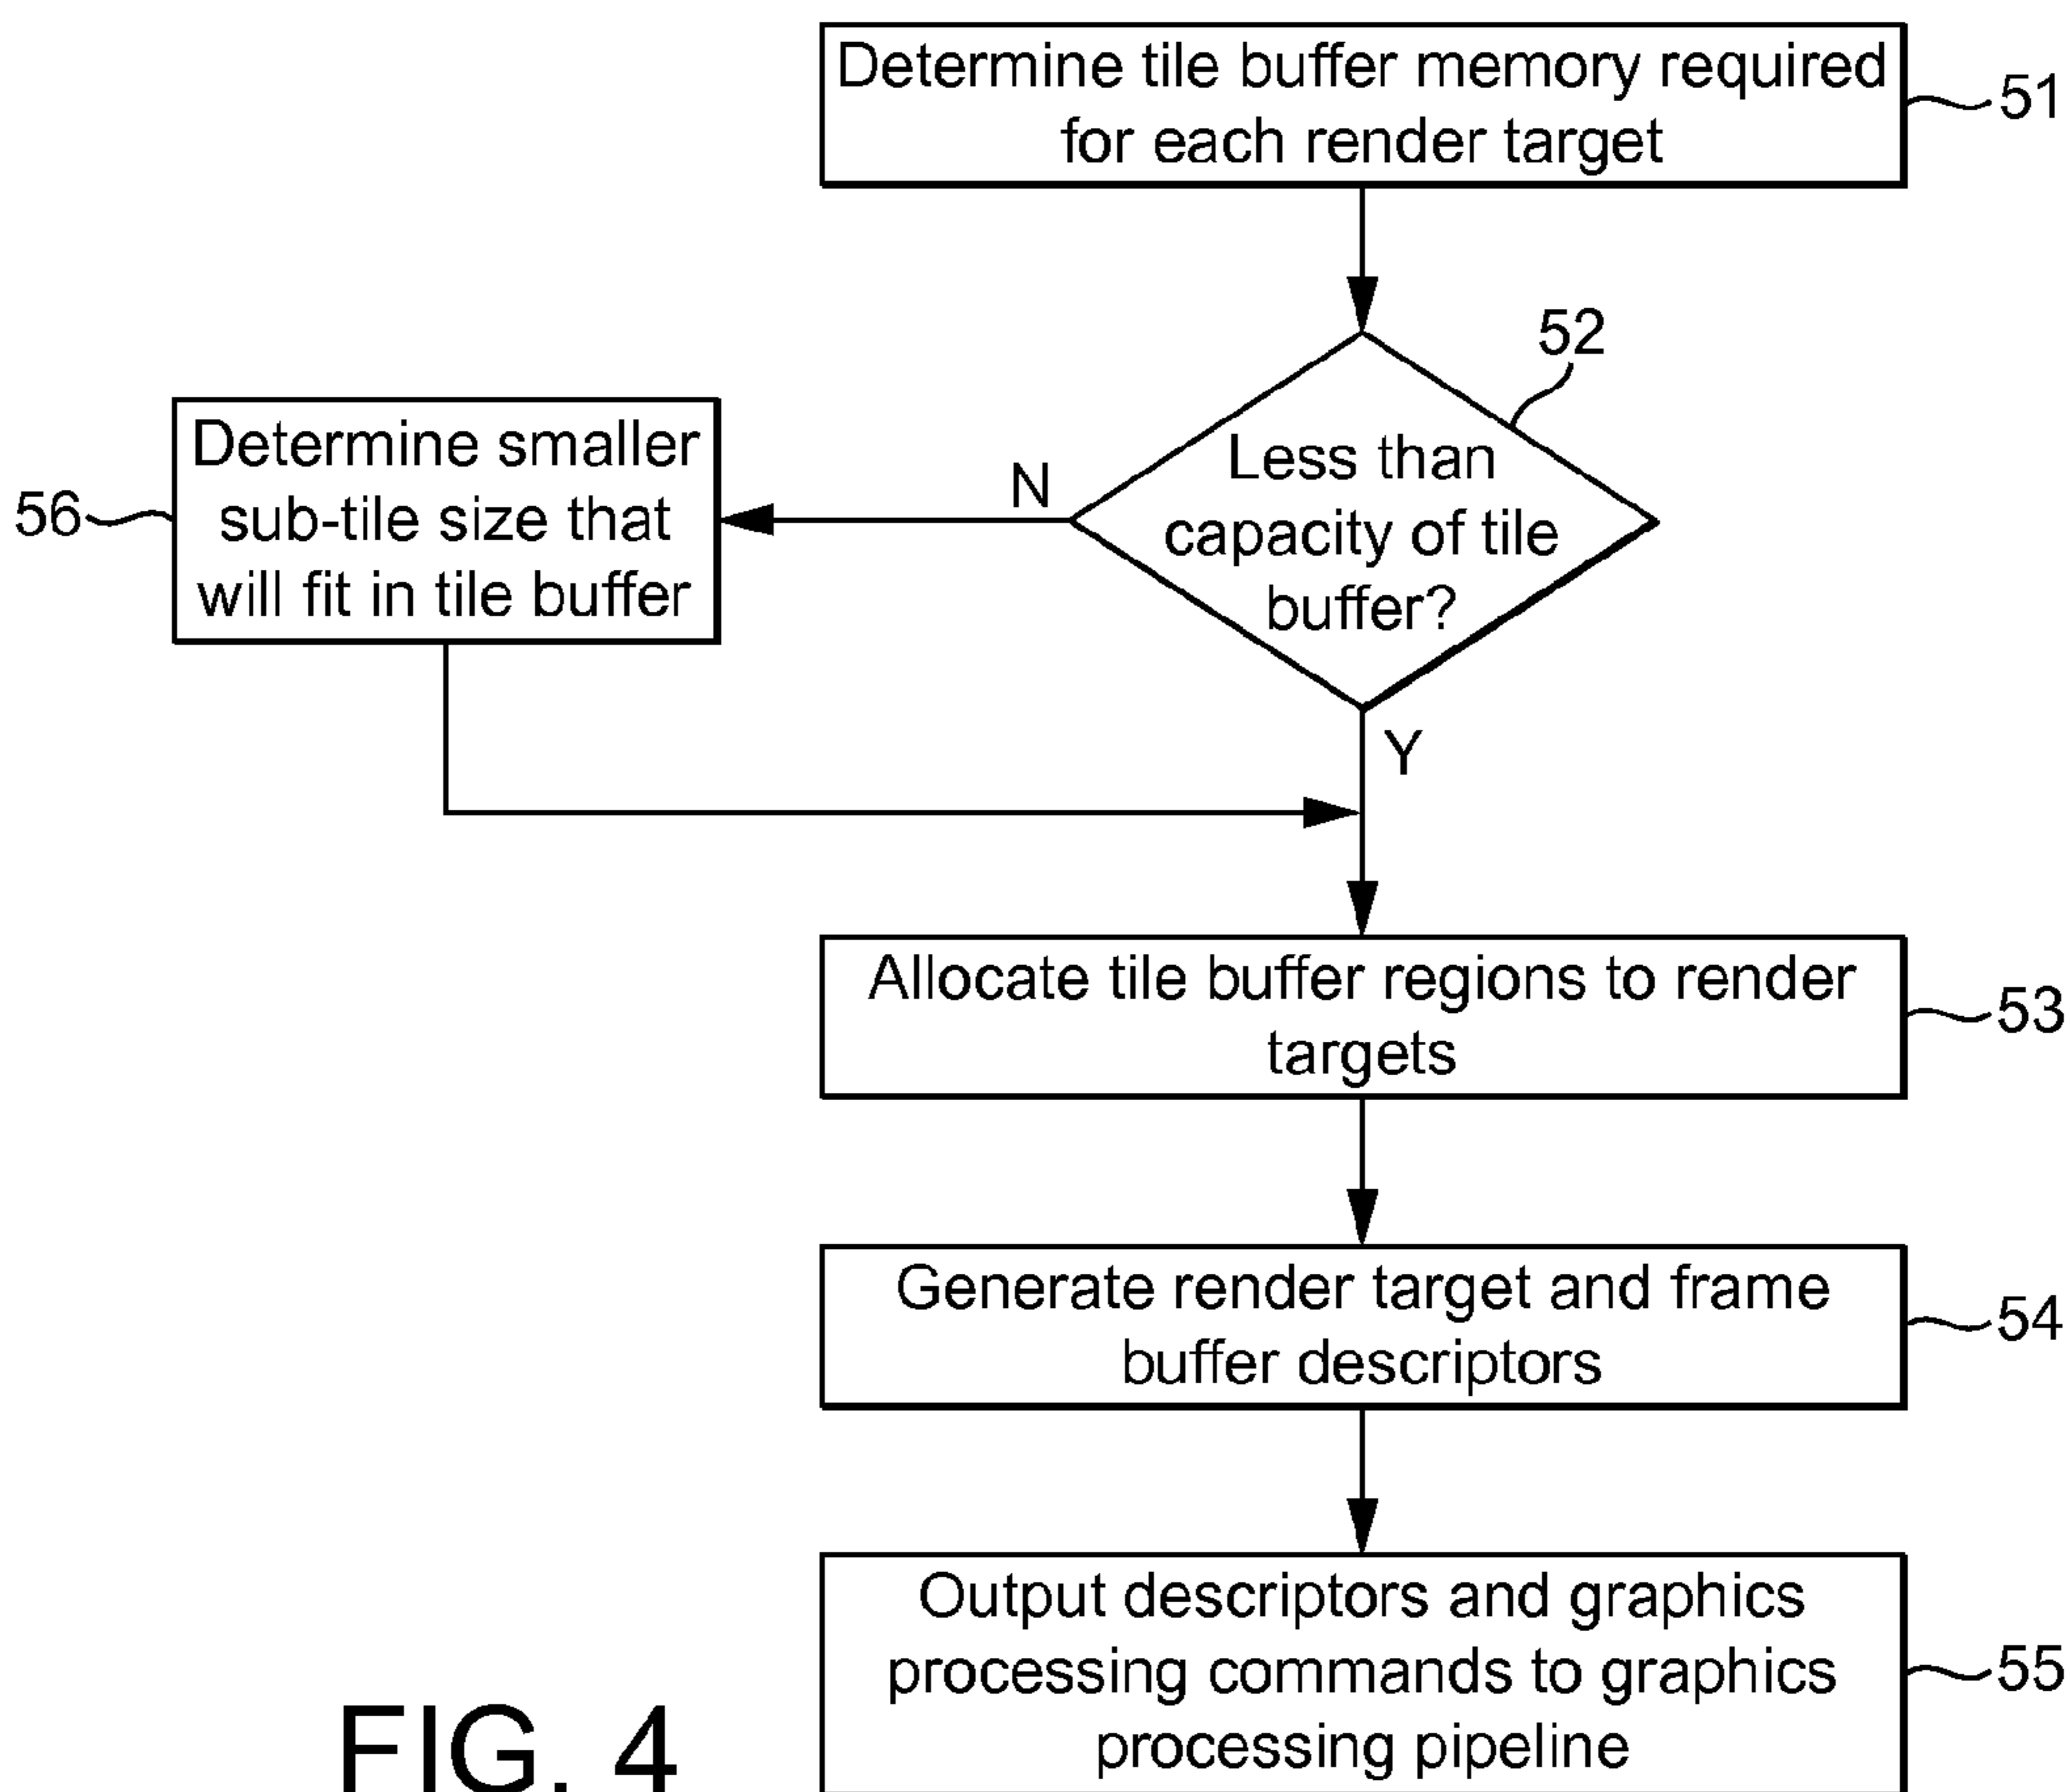 Determine tile buffer memory required
for each render target
51
52
Less than
capacity of tile
buffer?
N
Y
Determine smaller
sub-tile size that
will fit in tile buffer
56
Allocate tile buffer regions to render
targets
53
Generate render target and frame
buffer descriptors
54
Output descriptors and graphics
processing commands to graphics
processing pipeline
55
FIG. 4